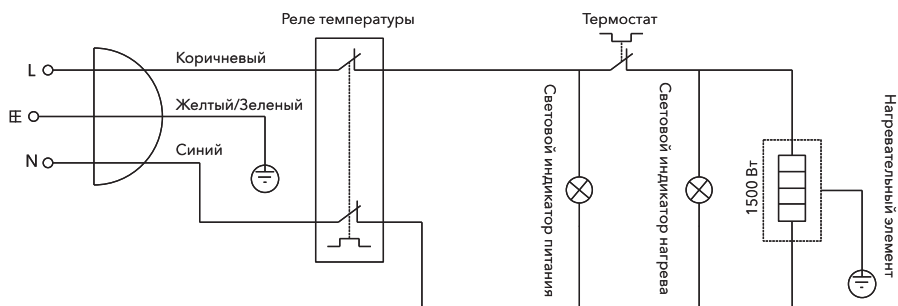 Реле температуры
Термостат
Коричневый
L
Желтый/Зеленый
Синий
N
Световой индикатор питания
Световой индикатор нагрева
1500 Вт
Нагревательный элемент